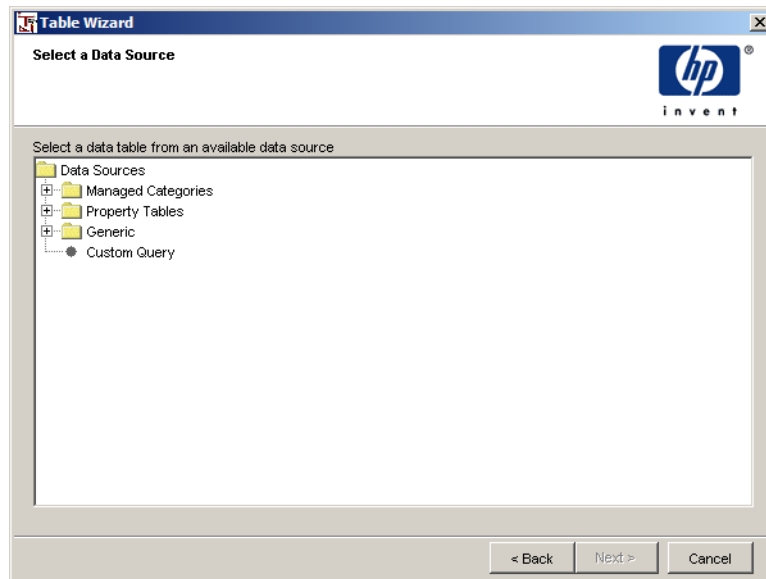 Table Wizard
Select a Data Source
hp
®
invent
Select a data table from an available data source
Data Sources
Managed Categories
Property Tables
Generic
Custom Query
< Back
Next >
Cancel